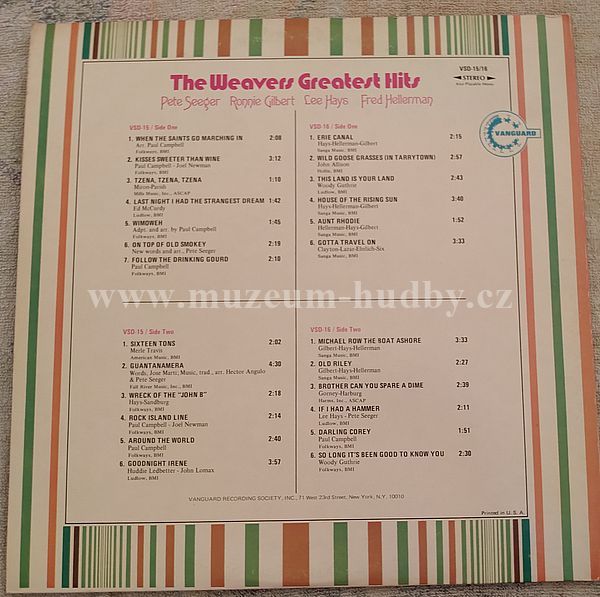 The Weavers Greatest Hits
Pete Seeger Ronnie Gilbert Lee Hays Fred Hellerman
VSD-15/16
STEREO
Also Playable Mono
VANGUARD
VSD-15 / Side One
1. WHEN THE SAINTS GO MARCHING IN 2:08
Arr. Paul Campbell
Folkways, BMI
2. KISSES SWEETER THAN WINE 3:12
Paul Campbell - Joel Newman
Folkways, BMI
3. TZENA, TZENA, TZENA 1:10
Miron-Parish
Mills Music, Inc., ASCAP
4. LAST NIGHT I HAD THE STRANGEST DREAM 1:42
Ed McCurdy
Ludlow, BMI
5. WIMOWEH 1:45
Adpt. and arr. by Paul Campbell
Folkways, BMI
6. ON TOP OF OLD SMOKEY 2:19
New words and arr., Pete Seeger
Folkways, BMI
7. FOLLOW THE DRINKING GOURD 2:10
Paul Campbell
Folkways, BMI
VSD-16 / Side One
1. ERIE CANAL 2:15
Hays-Hellerman-Gilbert
Sanga Music, BMI
2. WILD GOOSE GRASSES (IN TARRYTOWN) 2:57
John Allison
Hollis, BMI
3. THIS LAND IS YOUR LAND 2:43
Woody Guthrie
Ludlow, BMI
4. HOUSE OF THE RISING SUN 3:40
Hays-Hellerman-Gilbert
Sanga Music, BMI
5. AUNT RHODIE 1:52
Hellerman-Hays-Gilbert
Sanga Music, BMI
6. GOTTA TRAVEL ON 3:33
Clayton-Lazar-Ehrlich-Six
Sanga Music, BMI
www.muzeum-hudby.cz
VSD-15 / Side Two
1. SIXTEEN TONS 2:02
Merle Travis
American Music, BMI
2. GUANTANAMERA 4:30
Words, Jose Marti; Music, trad., arr. Hector Angulo
& Pete Seeger
Fall River Music, Inc., BMI
3. WRECK OF THE "JOHN B" 2:18
Hays-Sandburg
Folkways, BMI
4. ROCK ISLAND LINE 2:14
Paul Campbell - Joel Newman
Folkways, BMI
5. AROUND THE WORLD 2:40
Paul Campbell
Folkways, BMI
6. GOODNIGHT IRENE 3:57
Huddie Ledbetter - John Lomax
Ludlow, BMI
VSD-16 / Side Two
1. MICHAEL ROW THE BOAT ASHORE 3:33
Gilbert-Hays-Hellerman
Sanga Music, BMI
2. OLD RILEY 2:27
Gilbert-Hays-Hellerman
Sanga Music, BMI
3. BROTHER CAN YOU SPARE A DIME 2:39
Gorney-Harburg
Harms, Inc., ASCAP
4. IF I HAD A HAMMER 2:11
Lee Hays - Pete Seeger
Ludlow, BMI
5. DARLING COREY 1:51
Paul Campbell
Folkways, BMI
6. SO LONG IT'S BEEN GOOD TO KNOW YOU 2:30
Woody Guthrie
Folkways, BMI
VANGUARD RECORDING SOCIETY, INC., 71 West 23rd Street, New York, N.Y. 10010
Printed in U.S.A.